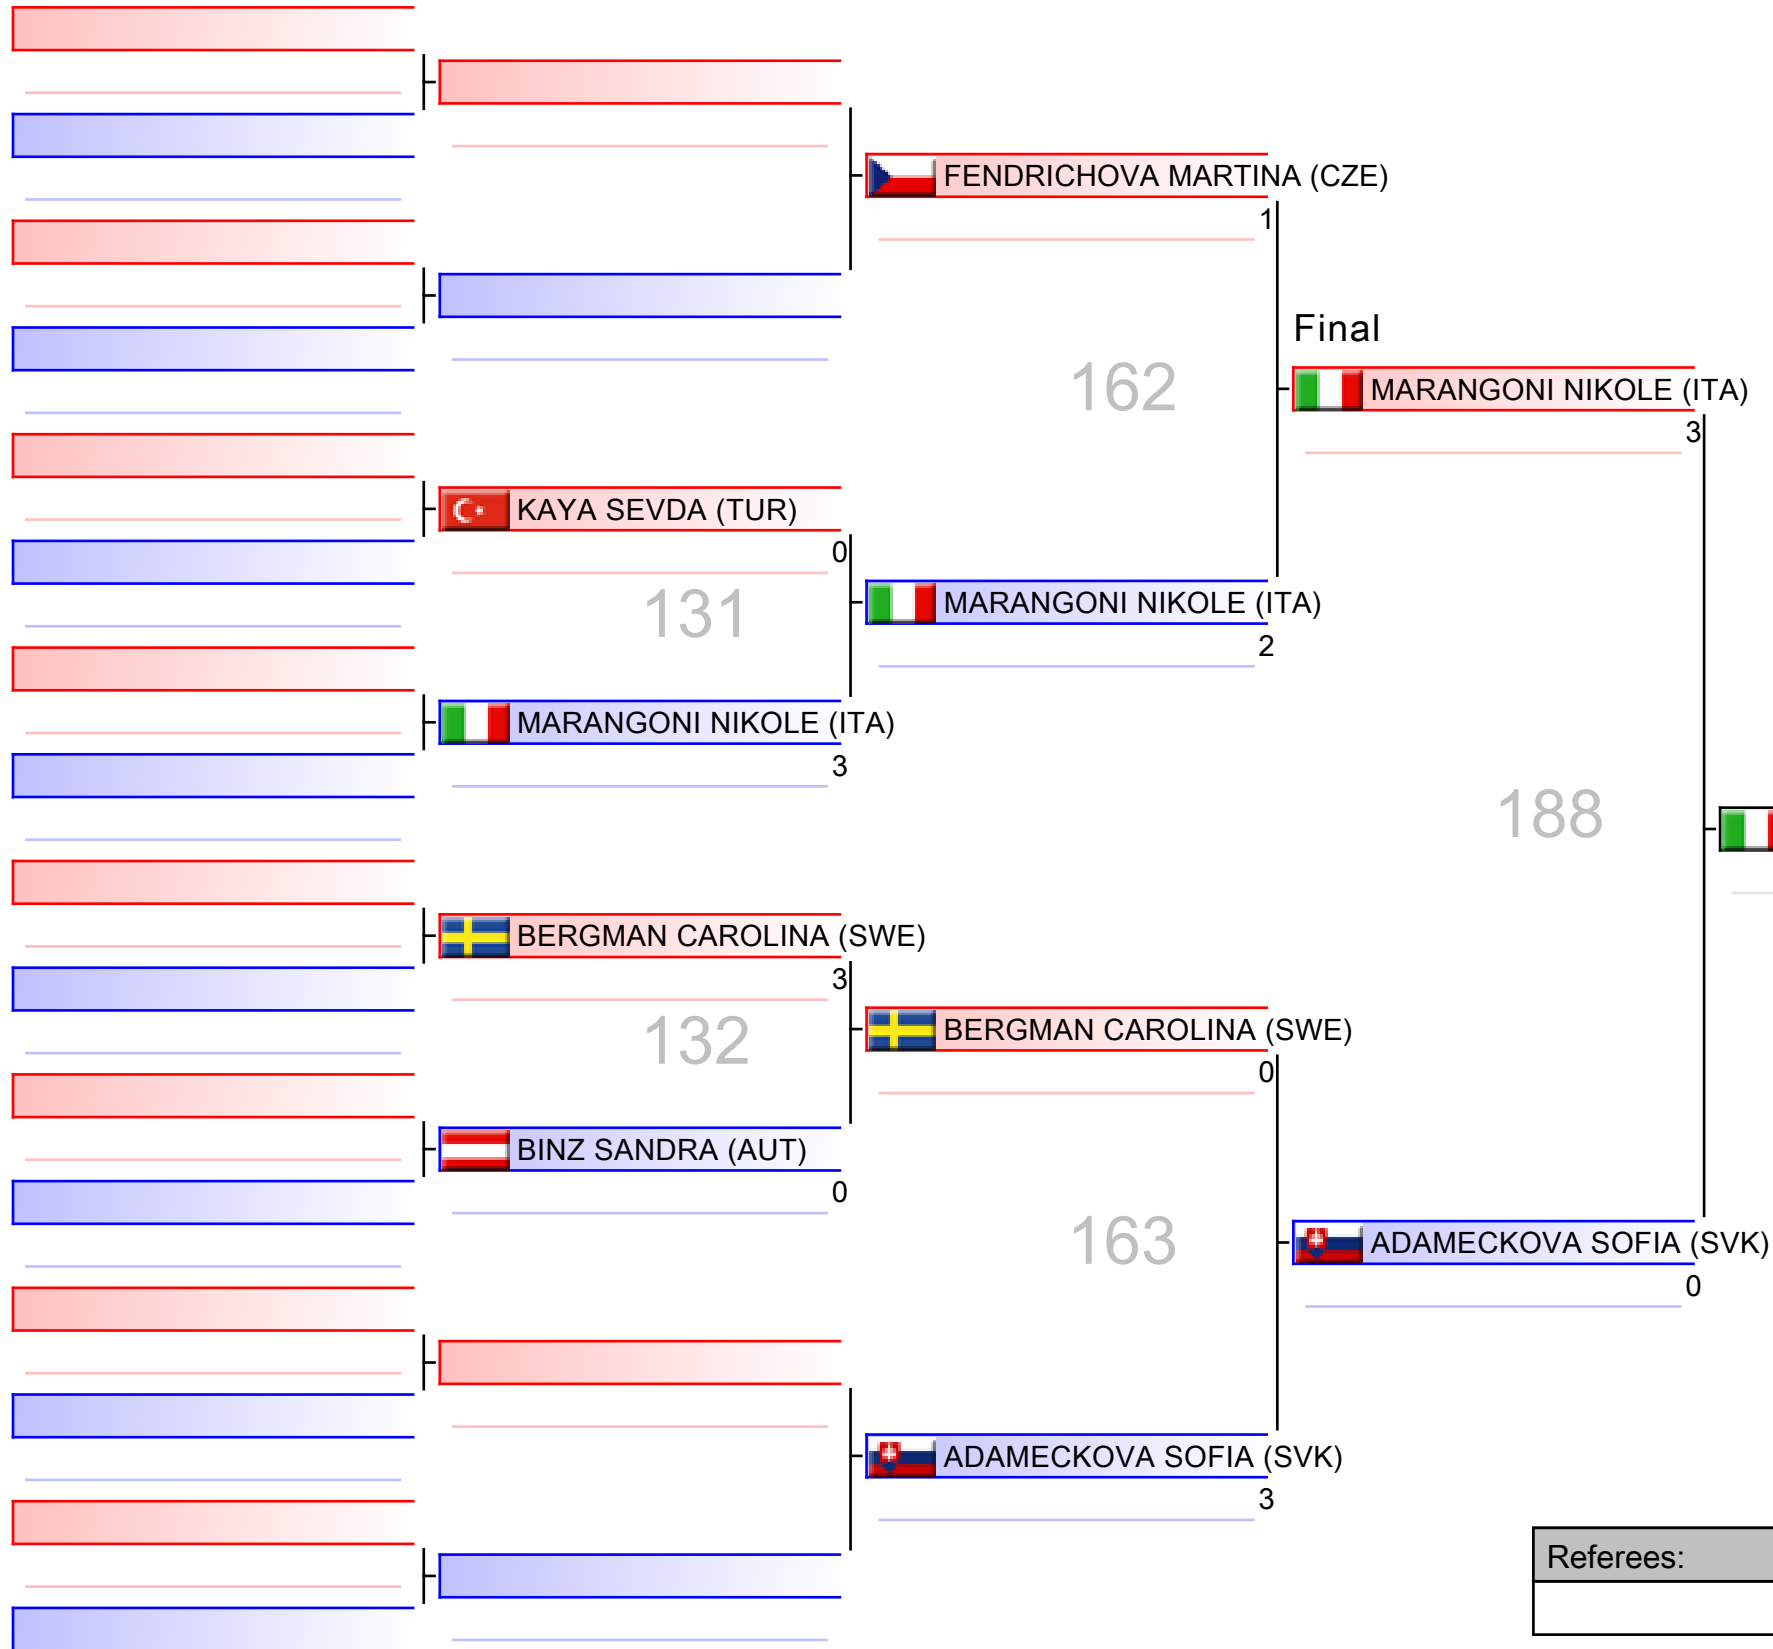 FENDRICHOVA MARTINA (CZE)
1
Final
162
MARANGONI NIKOLE (ITA)
3
KAYA SEVDA (TUR)
0
131
MARANGONI NIKOLE (ITA)
2
MARANGONI NIKOLE (ITA)
3
188
BERGMAN CAROLINA (SWE)
3
132
BERGMAN CAROLINA (SWE)
0
BINZ SANDRA (AUT)
0
163
ADAMECKOVA SOFIA (SVK)
0
ADAMECKOVA SOFIA (SVK)
3
Referees: